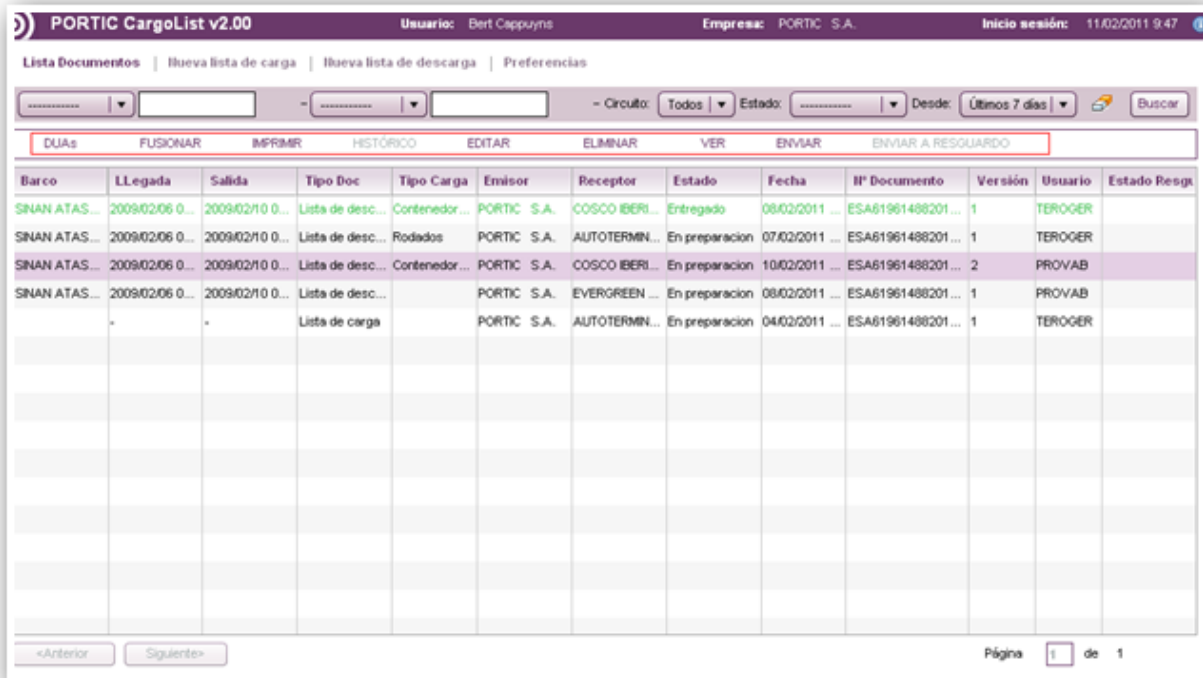 PORTIC CargoList v2.00 Usuario: Bert Cappuyns Empresa: PORTIC S.A. Inicio sesión: 11/02/2011 9:47
Lista Documentos | Nueva lista de carga | Nueva lista de descarga | Preferencias
----------- - ----------- - Circuito: Todos Estado: ----------- Desde: Últimos 7 días Buscar
DUAs FUSIONAR IMPRIMIR HISTÓRICO EDITAR ELIMINAR VER ENVIAR ENVIAR A RESGUARDO
Barco LLegada Salida Tipo Doc Tipo Carga Emisor Receptor Estado Fecha Nº Documento Versión Usuario Estado Resgu
SINAN ATAS... 2009/02/06 0... 2009/02/10 0... Lista de desc... Contenedor... PORTIC S.A. COSCO IBERI... Entregado 08/02/2011 ... ESA61961488201... 1 TEROGER
SINAN ATAS... 2009/02/06 0... 2009/02/10 0... Lista de desc... Rodados PORTIC S.A. AUTOTERMIN... En preparacion 07/02/2011 ... ESA61961488201... 1 TEROGER
SINAN ATAS... 2009/02/06 0... 2009/02/10 0... Lista de desc... Contenedor... PORTIC S.A. COSCO IBERI... En preparacion 10/02/2011 ... ESA61961488201... 2 PROVAB
SINAN ATAS... 2009/02/06 0... 2009/02/10 0... Lista de desc... PORTIC S.A. EVERGREEN ... En preparacion 08/02/2011 ... ESA61961488201... 1 PROVAB
- - Lista de carga PORTIC S.A. AUTOTERMIN... En preparacion 04/02/2011 ... ESA61961488201... 1 TEROGER
<Anterior Siguiente> Página 1 de 1